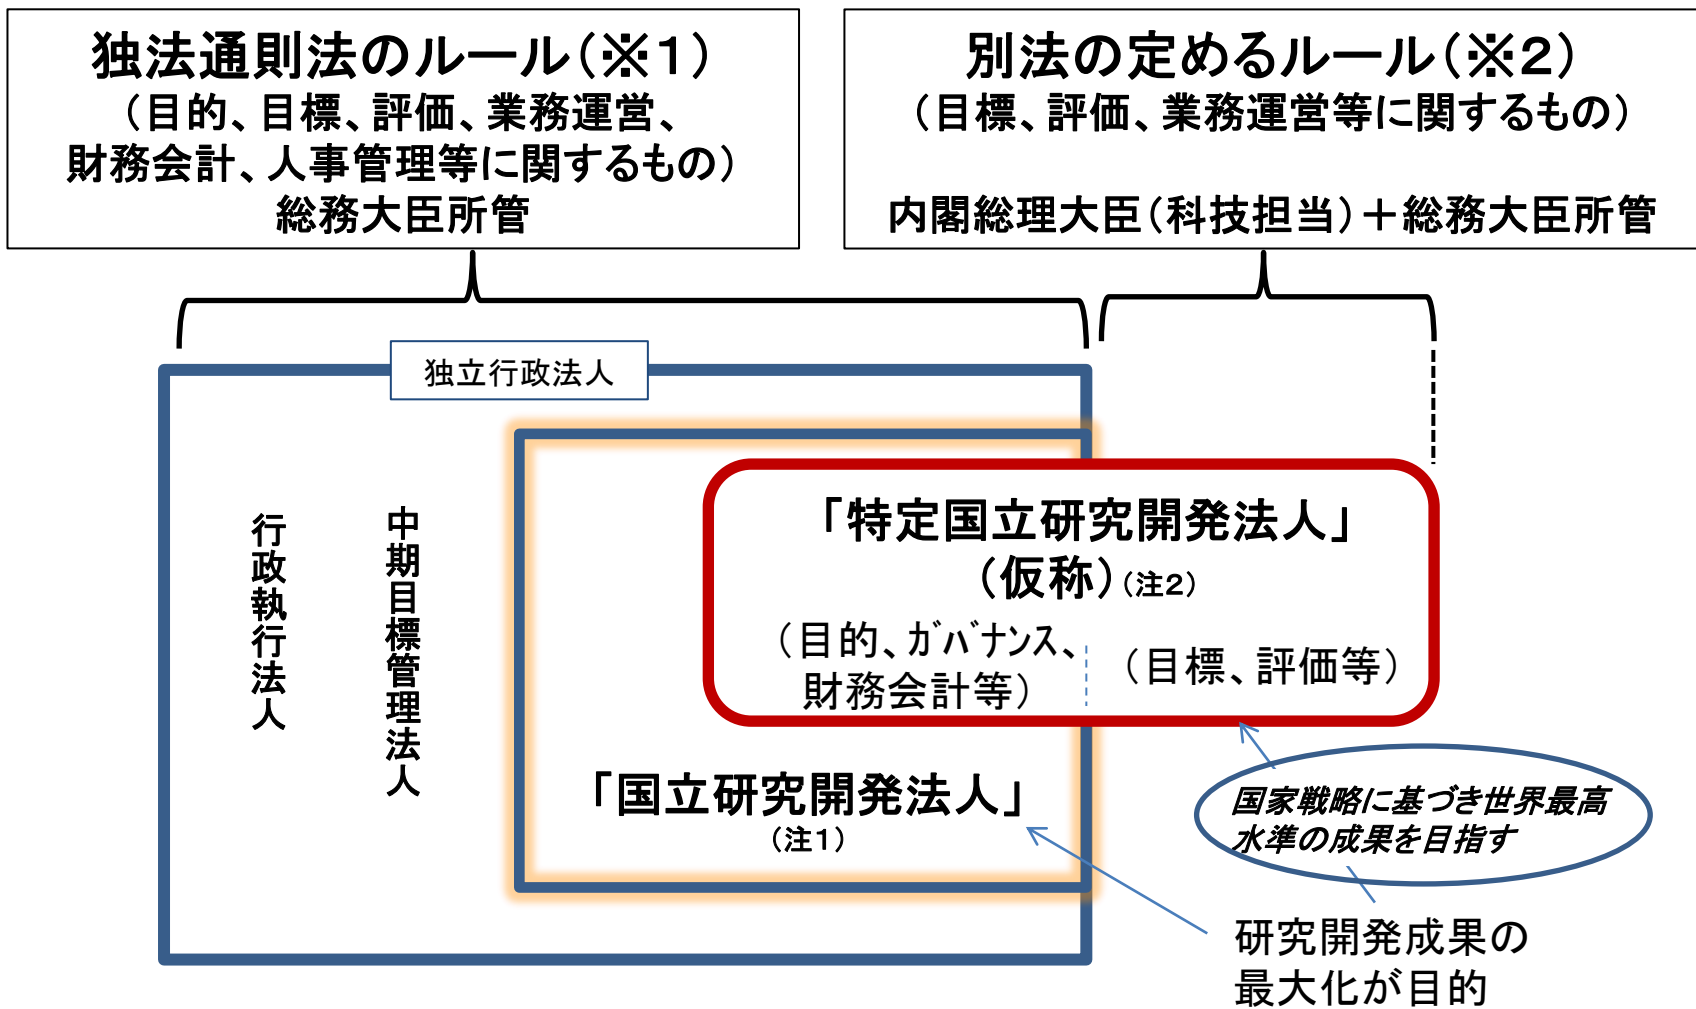 独法通則法のルール（※１）
（目的、目標、評価、業務運営、
財務会計、人事管理等に関するもの）
総務大臣所管
別法の定めるルール（※２）
（目標、評価、業務運営等に関するもの）
内閣総理大臣（科技担当）＋総務大臣所管
独立行政法人
行政執行法人
中期目標管理法人
「特定国立研究開発法人」
（仮称）（注２）
（目的、ｶﾞﾊﾞﾅﾝｽ、
財務会計等）
（目標、評価等）
「国立研究開発法人」
（注１）
国家戦略に基づき世界最高
水準の成果を目指す
研究開発成果の
最大化が目的